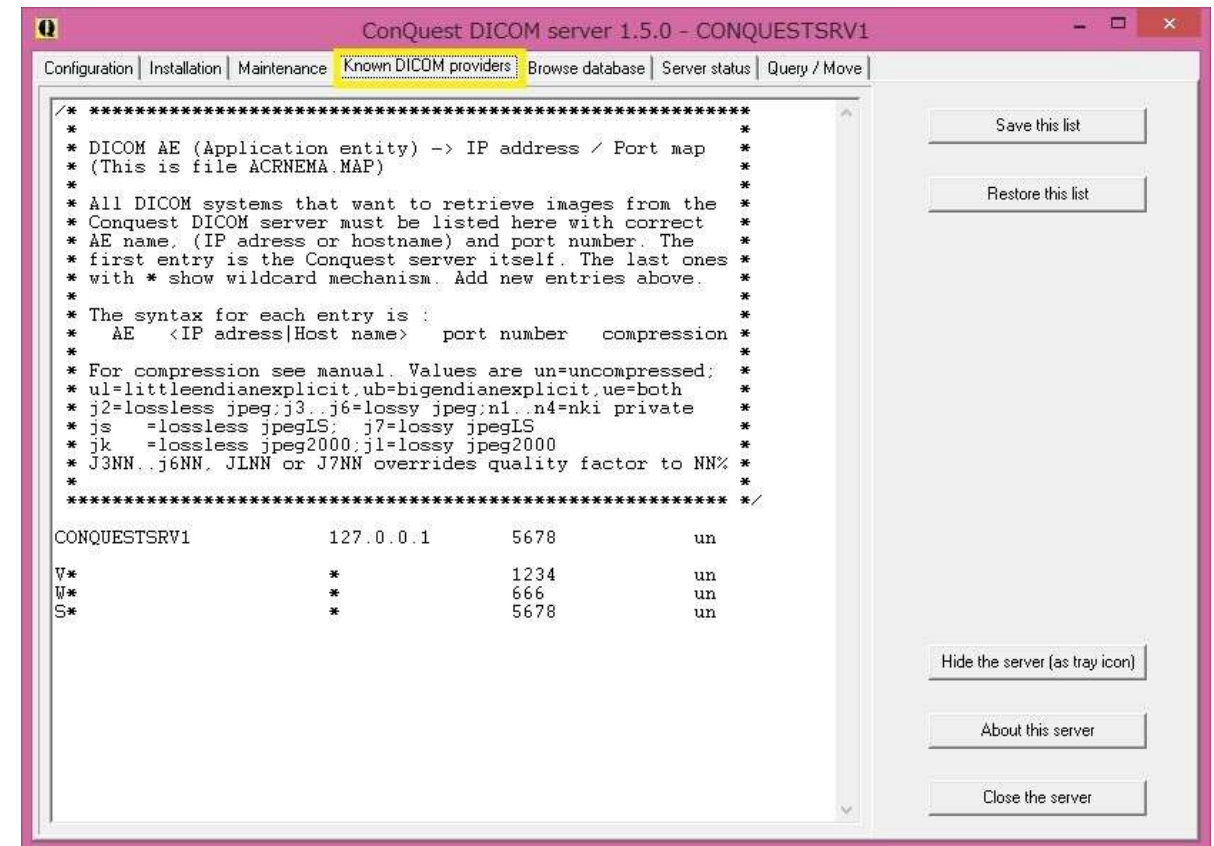 ConQuest DICOM server 1.5.0 - CONQUESTSRV1
Configuration Installation Maintenance Known DICOM providers Browse database Server status Query / Move
/* **********************************************************
* *
* DICOM AE (Application entity) -> IP address / Port map *
* (This is file ACRNEMA.MAP) *
* *
* All DICOM systems that want to retrieve images from the *
* Conquest DICOM server must be listed here with correct *
* AE name, (IP adress or hostname) and port number. The *
* first entry is the Conquest server itself. The last ones *
* with * show wildcard mechanism. Add new entries above. *
* *
* The syntax for each entry is : *
* AE <IP adress|Host name> port number compression *
* *
* For compression see manual. Values are un=uncompressed; *
* ul=littleendianexplicit,ub=bigendianexplicit,ue=both *
* j2=lossless jpeg;j3..j6=lossy jpeg;n1..n4=nki private *
* js =lossless jpegLS; j7=lossy jpegLS *
* jk =lossless jpeg2000;jl=lossy jpeg2000 *
* J3NN..j6NN, JLNN or J7NN overrides quality factor to NN% *
* *
********************************************************** */
CONQUESTSRV1 127.0.0.1 5678 un
V* * 1234 un
W* * 666 un
S* * 5678 un
Save this list
Restore this list
Hide the server (as tray icon)
About this server
Close the server